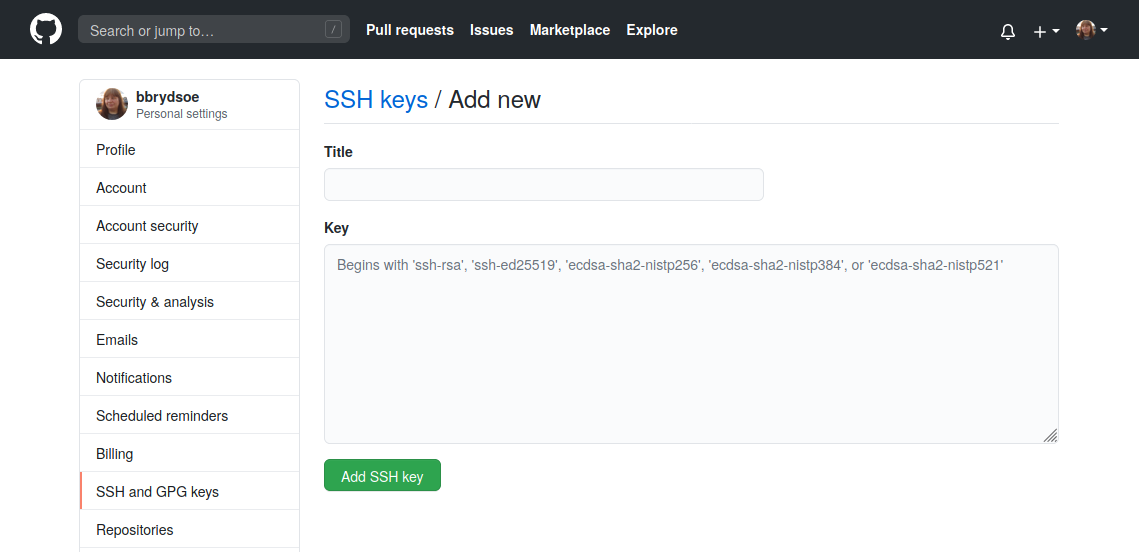 Search or jump to…
/
Pull requests
Issues
Marketplace
Explore
bbrydsoe
Personal settings
Profile
Account
Account security
Security log
Security & analysis
Emails
Notifications
Scheduled reminders
Billing
SSH and GPG keys
Repositories
SSH keys / Add new
Title
Key
Begins with 'ssh-rsa', 'ssh-ed25519', 'ecdsa-sha2-nistp256', 'ecdsa-sha2-nistp384', or 'ecdsa-sha2-nistp521'
Add SSH key